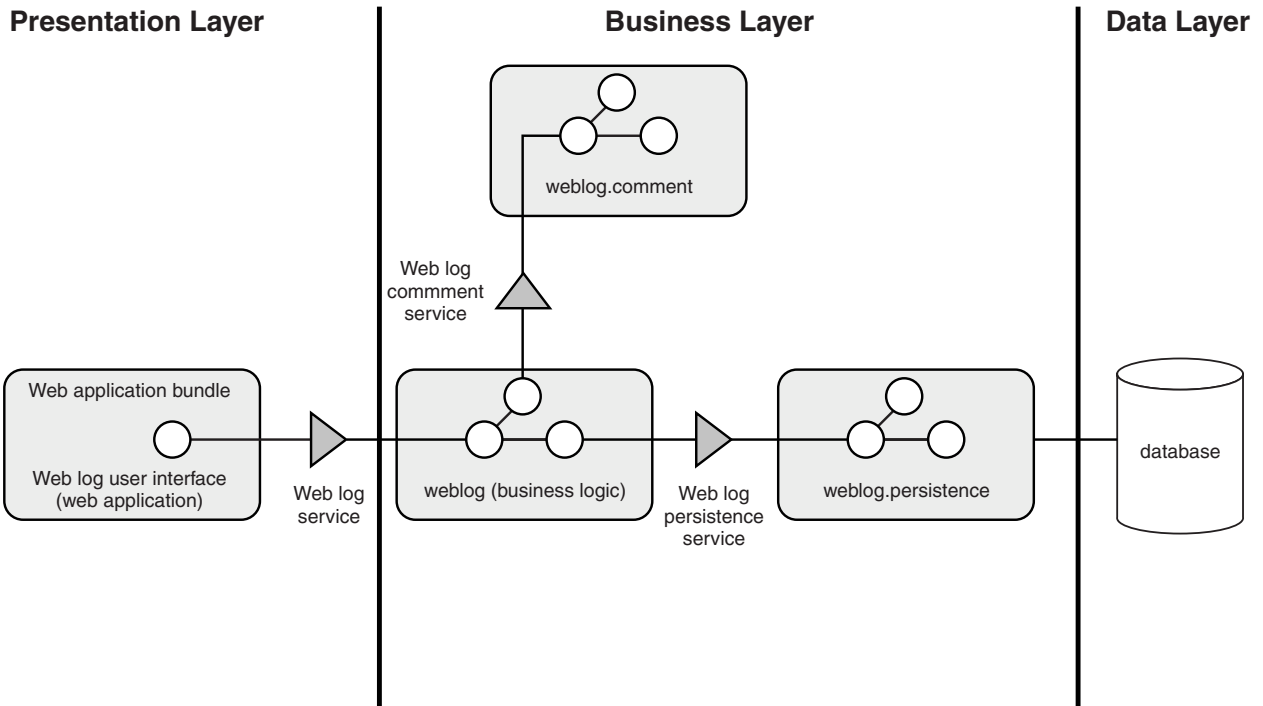 Presentation Layer
Business Layer
Data Layer
weblog.comment
Web log
commment
service
Web application bundle
Web log user interface
(web application)
Web log
service
weblog (business logic)
Web log
persistence
service
weblog.persistence
database